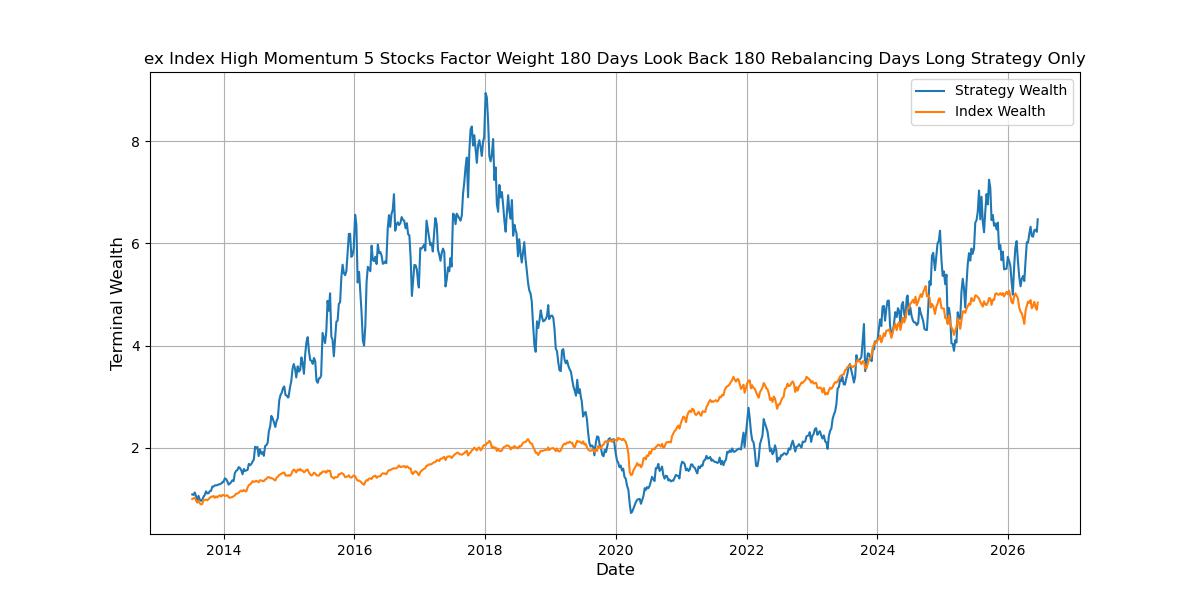 ex Index High Momentum 5 Stocks Factor Weight 180 Days Look Back 180 Rebalancing Days Long Strategy Only
Strategy Wealth
Index Wealth
Terminal Wealth
8
6
4
2
2014 2016 2018 2020 2022 2024 2026
Date